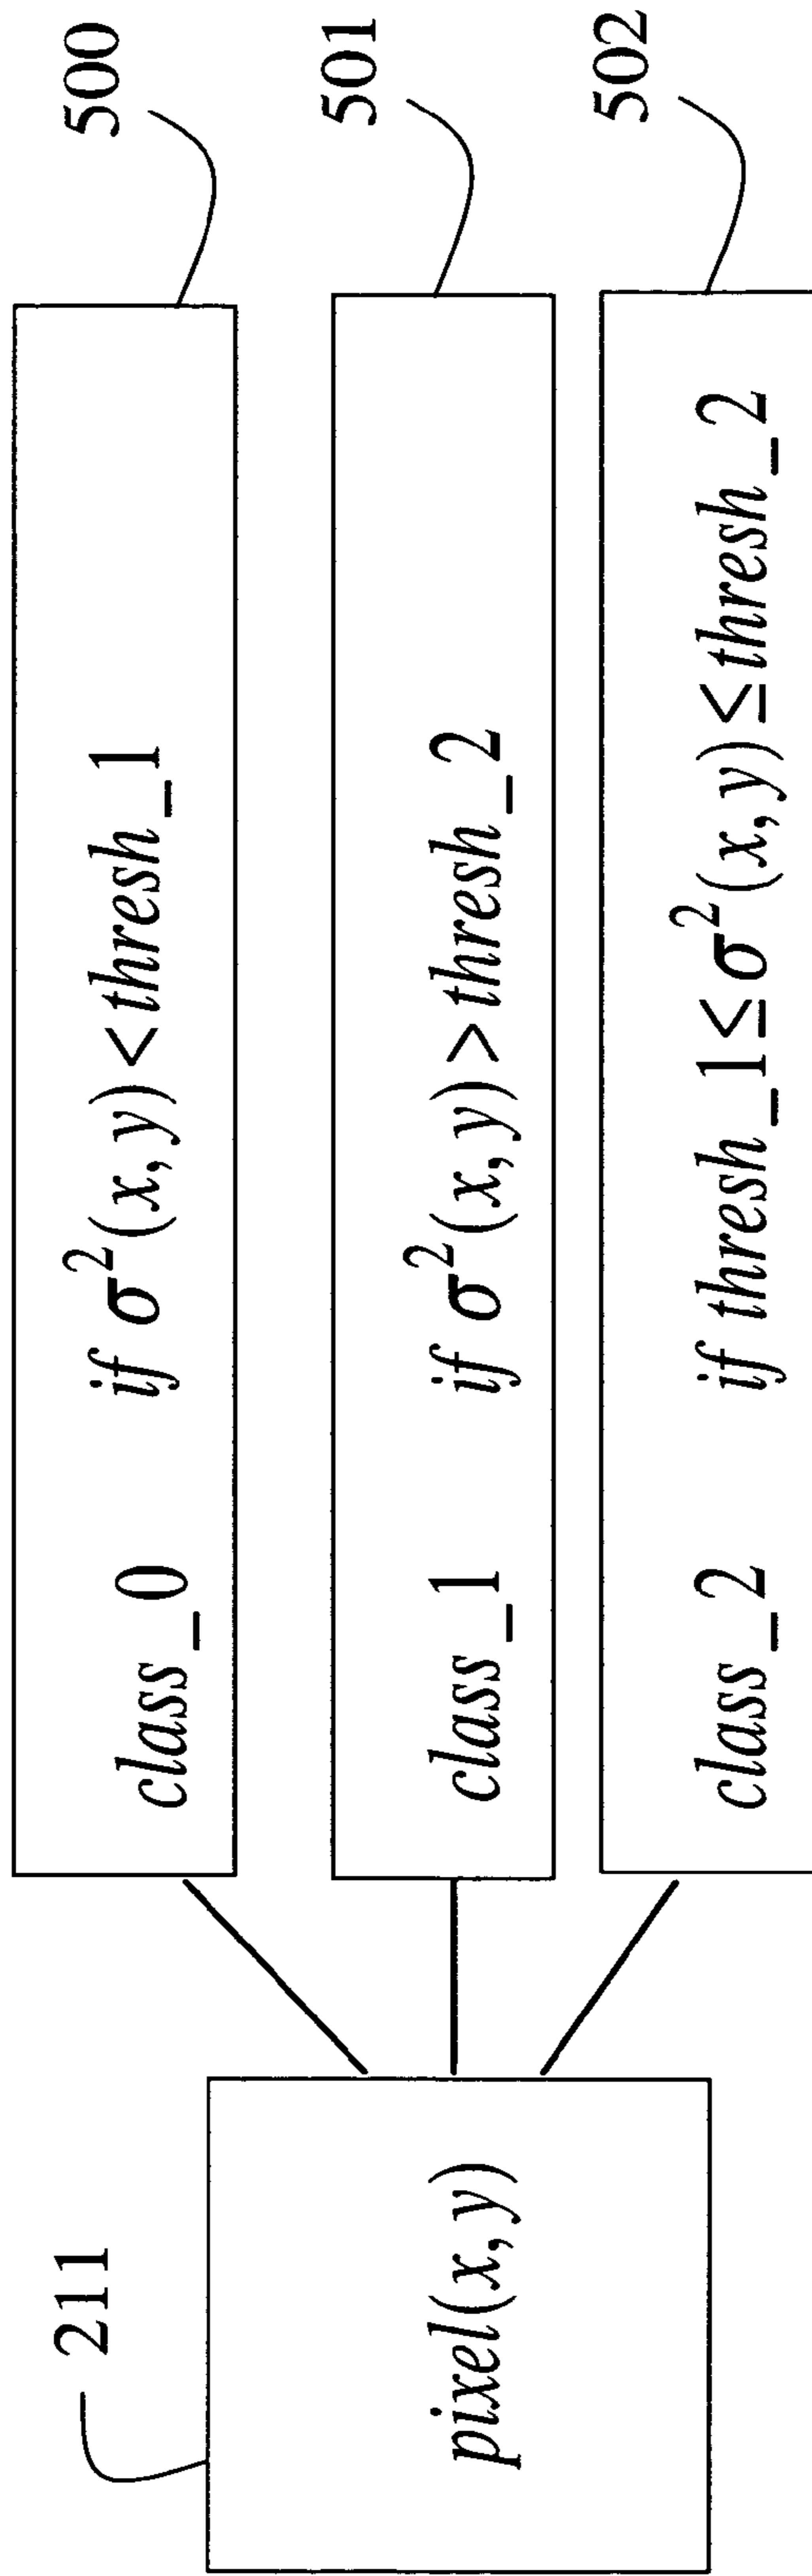 211
pixel(x, y)
class_0 if σ²(x, y) < thresh_1
500
class_1 if σ²(x, y) > thresh_2
501
class_2 if thresh_1 ≤ σ²(x, y) ≤ thresh_2
502